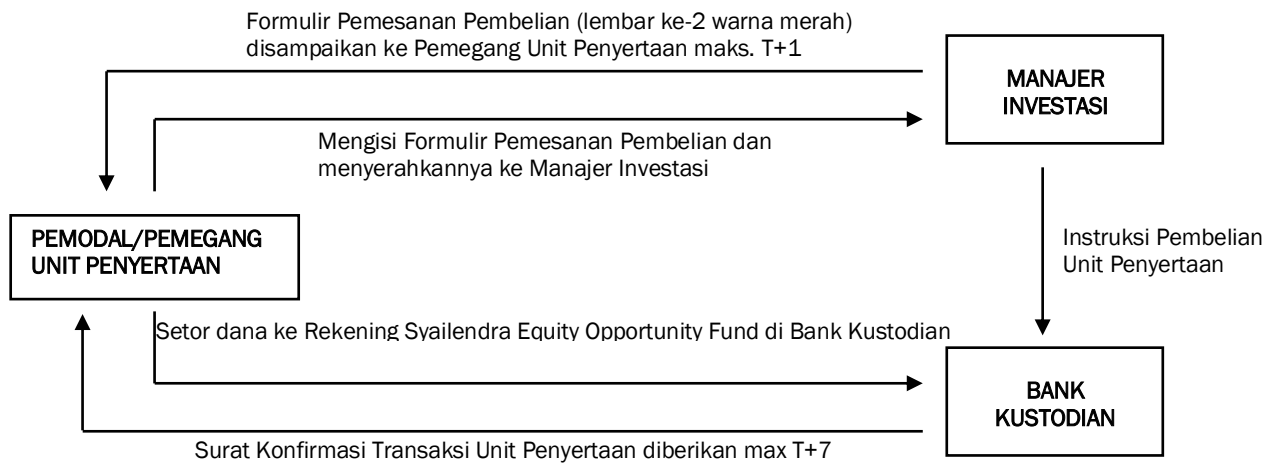 Formulir Pemesanan Pembelian (lembar ke-2 warna merah)
disampaikan ke Pemegang Unit Penyertaan maks. T+1
MANAJER
INVESTASI
Mengisi Formulir Pemesanan Pembelian dan
menyerahkannya ke Manajer Investasi
PEMODAL/PEMEGANG
UNIT PENYERTAAN
Instruksi Pembelian
Unit Penyertaan
Setor dana ke Rekening Syailendra Equity Opportunity Fund di Bank Kustodian
BANK
KUSTODIAN
Surat Konfirmasi Transaksi Unit Penyertaan diberikan max T+7